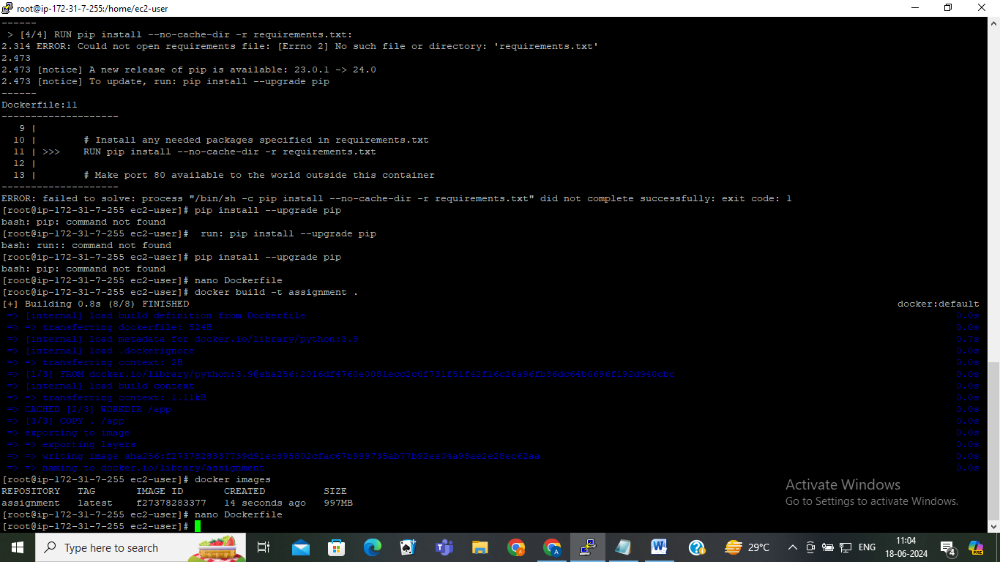 root@ip-172-31-7-255:/home/ec2-user
------
 > [4/4] RUN pip install --no-cache-dir -r requirements.txt:
2.314 ERROR: Could not open requirements file: [Errno 2] No such file or directory: 'requirements.txt'
2.473
2.473 [notice] A new release of pip is available: 23.0.1 -> 24.0
2.473 [notice] To update, run: pip install --upgrade pip
------
Dockerfile:11
--------------------
   9 |
  10 |        # Install any needed packages specified in requirements.txt
  11 | >>>    RUN pip install --no-cache-dir -r requirements.txt
  12 |
  13 |        # Make port 80 available to the world outside this container
--------------------
ERROR: failed to solve: process "/bin/sh -c pip install --no-cache-dir -r requirements.txt" did not complete successfully: exit code: 1
[root@ip-172-31-7-255 ec2-user]# pip install --upgrade pip
bash: pip: command not found
[root@ip-172-31-7-255 ec2-user]#  run: pip install --upgrade pip
bash: run:: command not found
[root@ip-172-31-7-255 ec2-user]# pip install --upgrade pip
bash: pip: command not found
[root@ip-172-31-7-255 ec2-user]# nano Dockerfile
[root@ip-172-31-7-255 ec2-user]# docker build -t assignment .
[+] Building 0.8s (8/8) FINISHED docker:default
 => [internal] load build definition from Dockerfile 0.0s
 => => transferring dockerfile: 524B 0.0s
 => [internal] load metadata for docker.io/library/python:3.9 0.7s
 => [internal] load .dockerignore 0.0s
 => => transferring context: 2B 0.0s
 => [1/3] FROM 0.0s
 => [internal] load build context 0.0s
 => => transferring context: 1.11kB 0.0s
 => CACHED [2/3] WORKDIR /app 0.0s
 => [3/3] COPY . /app 0.0s
 => exporting to image 0.0s
 => => exporting layers 0.0s
 => => writing image 0.0s
 => => naming to docker.io/library/assignment 0.0s
[root@ip-172-31-7-255 ec2-user]# docker images
REPOSITORY   TAG       IMAGE ID       CREATED          SIZE
assignment   latest    f27378283377   14 seconds ago   997MB
[root@ip-172-31-7-255 ec2-user]# nano Dockerfile
[root@ip-172-31-7-255 ec2-user]#
Activate Windows
Go to Settings to activate Windows.
Type here to search
29°C
ENG
11:04
18-06-2024
4
PRE